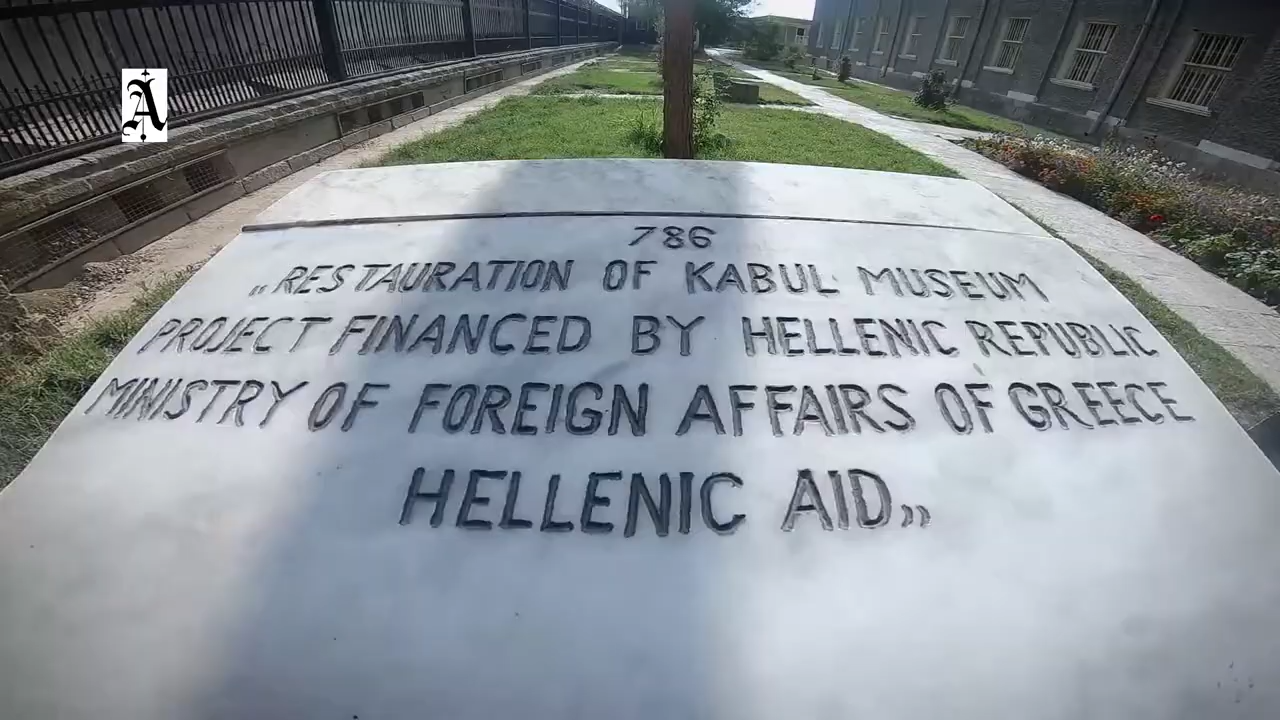 A
786
„RESTAURATION OF KABUL MUSEUM
PROJECT FINANCED BY HELLENIC REPUBLIC
MINISTRY OF FOREIGN AFFAIRS OF GREECE
HELLENIC AID„